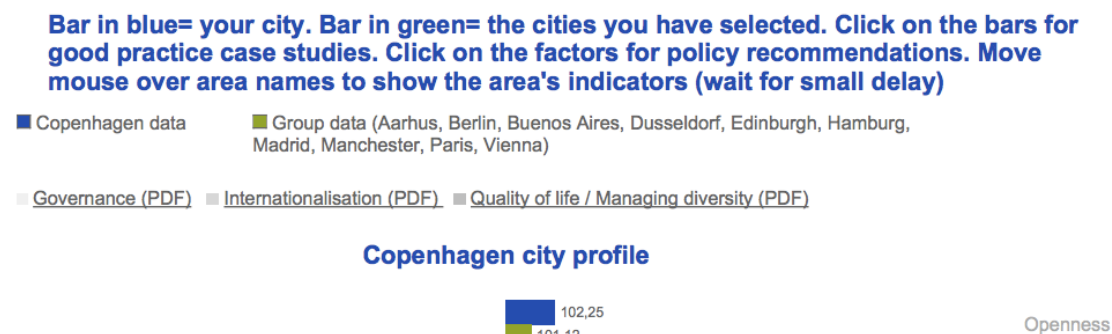 Bar in blue= your city. Bar in green= the cities you have selected. Click on the bars for
good practice case studies. Click on the factors for policy recommendations. Move
mouse over area names to show the area's indicators (wait for small delay)
Copenhagen data
Group data (Aarhus, Berlin, Buenos Aires, Dusseldorf, Edinburgh, Hamburg,
Madrid, Manchester, Paris, Vienna)
Governance (PDF) Internationalisation (PDF) Quality of life / Managing diversity (PDF)
Copenhagen city profile
102,25
Openness